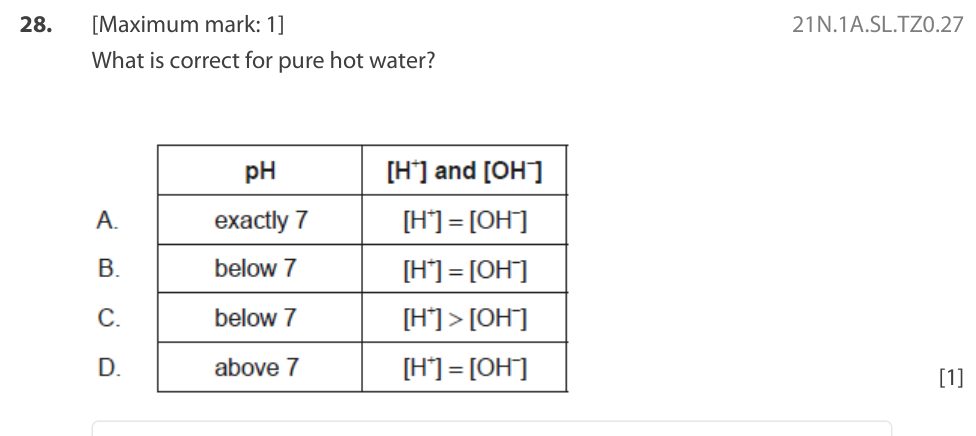 28. [Maximum mark: 1] 21N.1A.SL.TZ0.27
What is correct for pure hot water?
pH [H⁺] and [OH⁻]
A. exactly 7 [H⁺] = [OH⁻]
B. below 7 [H⁺] = [OH⁻]
C. below 7 [H⁺] > [OH⁻]
D. above 7 [H⁺] = [OH⁻]
[1]